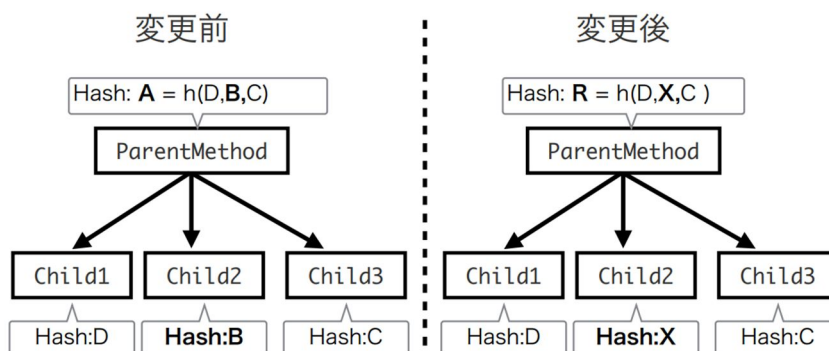 変更前
Hash: A = h(D,B,C)
ParentMethod
Child1
Child2
Child3
Hash:D
Hash:B
Hash:C
変更後
Hash: R = h(D,X,C )
ParentMethod
Child1
Child2
Child3
Hash:D
Hash:X
Hash:C